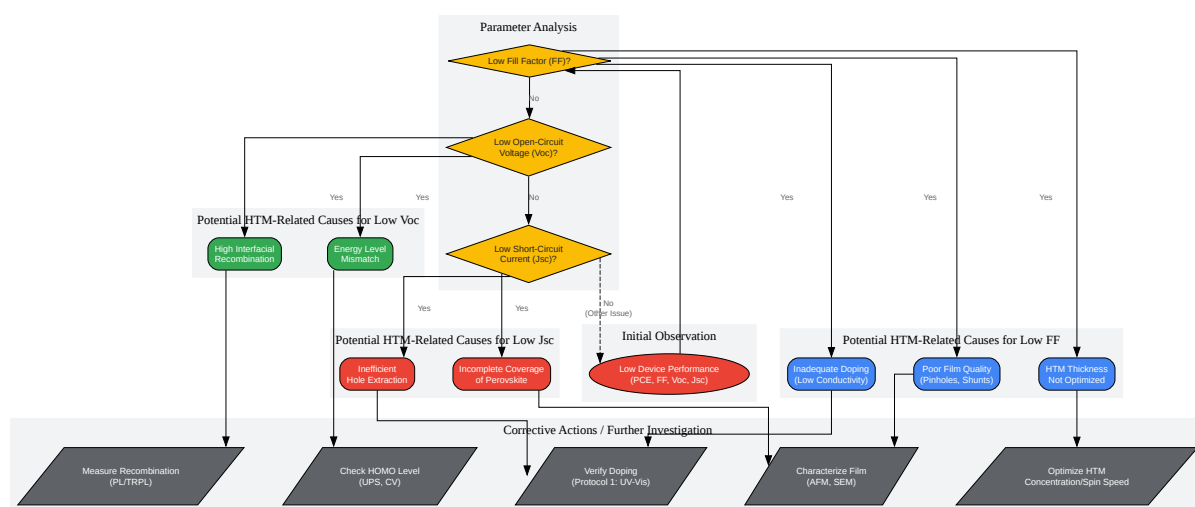 Parameter Analysis
Low Fill Factor (FF)?
No
Low Open-Circuit
Voltage (Voc)?
Yes
Yes
No
Yes
Yes
Yes
Potential HTM-Related Causes for Low Voc
High Interfacial
Recombination
Energy Level
Mismatch
Low Short-Circuit
Current (Jsc)?
Yes
Yes
No
(Other Issue)
Potential HTM-Related Causes for Low Jsc
Inefficient
Hole Extraction
Incomplete Coverage
of Perovskite
Initial Observation
Low Device Performance
(PCE, FF, Voc, Jsc)
Potential HTM-Related Causes for Low FF
Inadequate Doping
(Low Conductivity)
Poor Film Quality
(Pinholes, Shunts)
HTM Thickness
Not Optimized
Corrective Actions / Further Investigation
Measure Recombination
(PL/TRPL)
Check HOMO Level
(UPS, CV)
Verify Doping
(Protocol 1: UV-Vis)
Characterize Film
(AFM, SEM)
Optimize HTM
Concentration/Spin Speed